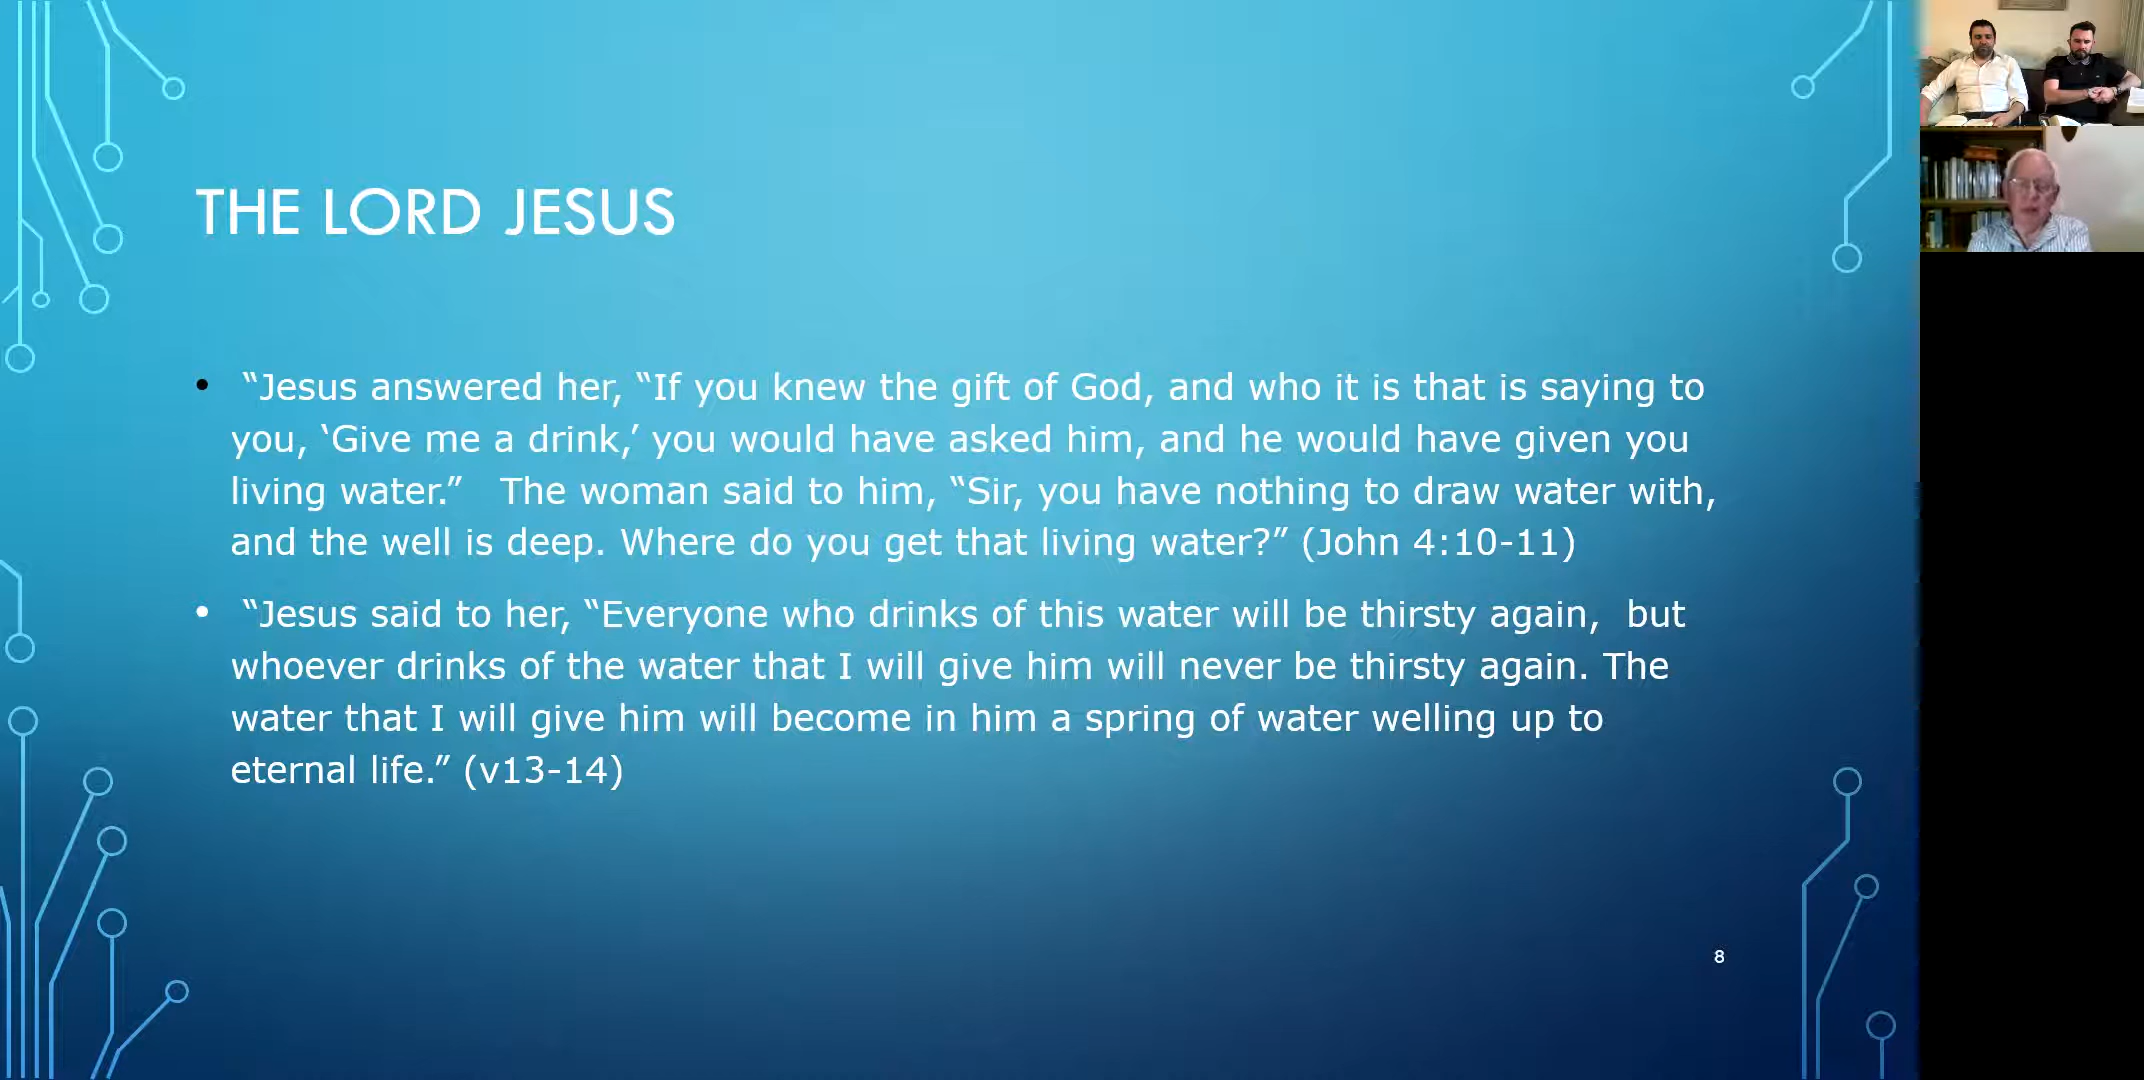 THE LORD JESUS
• “Jesus answered her, “If you knew the gift of God, and who it is that is saying to
you, ‘Give me a drink,’ you would have asked him, and he would have given you
living water.”   The woman said to him, “Sir, you have nothing to draw water with,
and the well is deep. Where do you get that living water?” (John 4:10-11)
• “Jesus said to her, “Everyone who drinks of this water will be thirsty again,  but
whoever drinks of the water that I will give him will never be thirsty again. The
water that I will give him will become in him a spring of water welling up to
eternal life.” (v13-14)
8